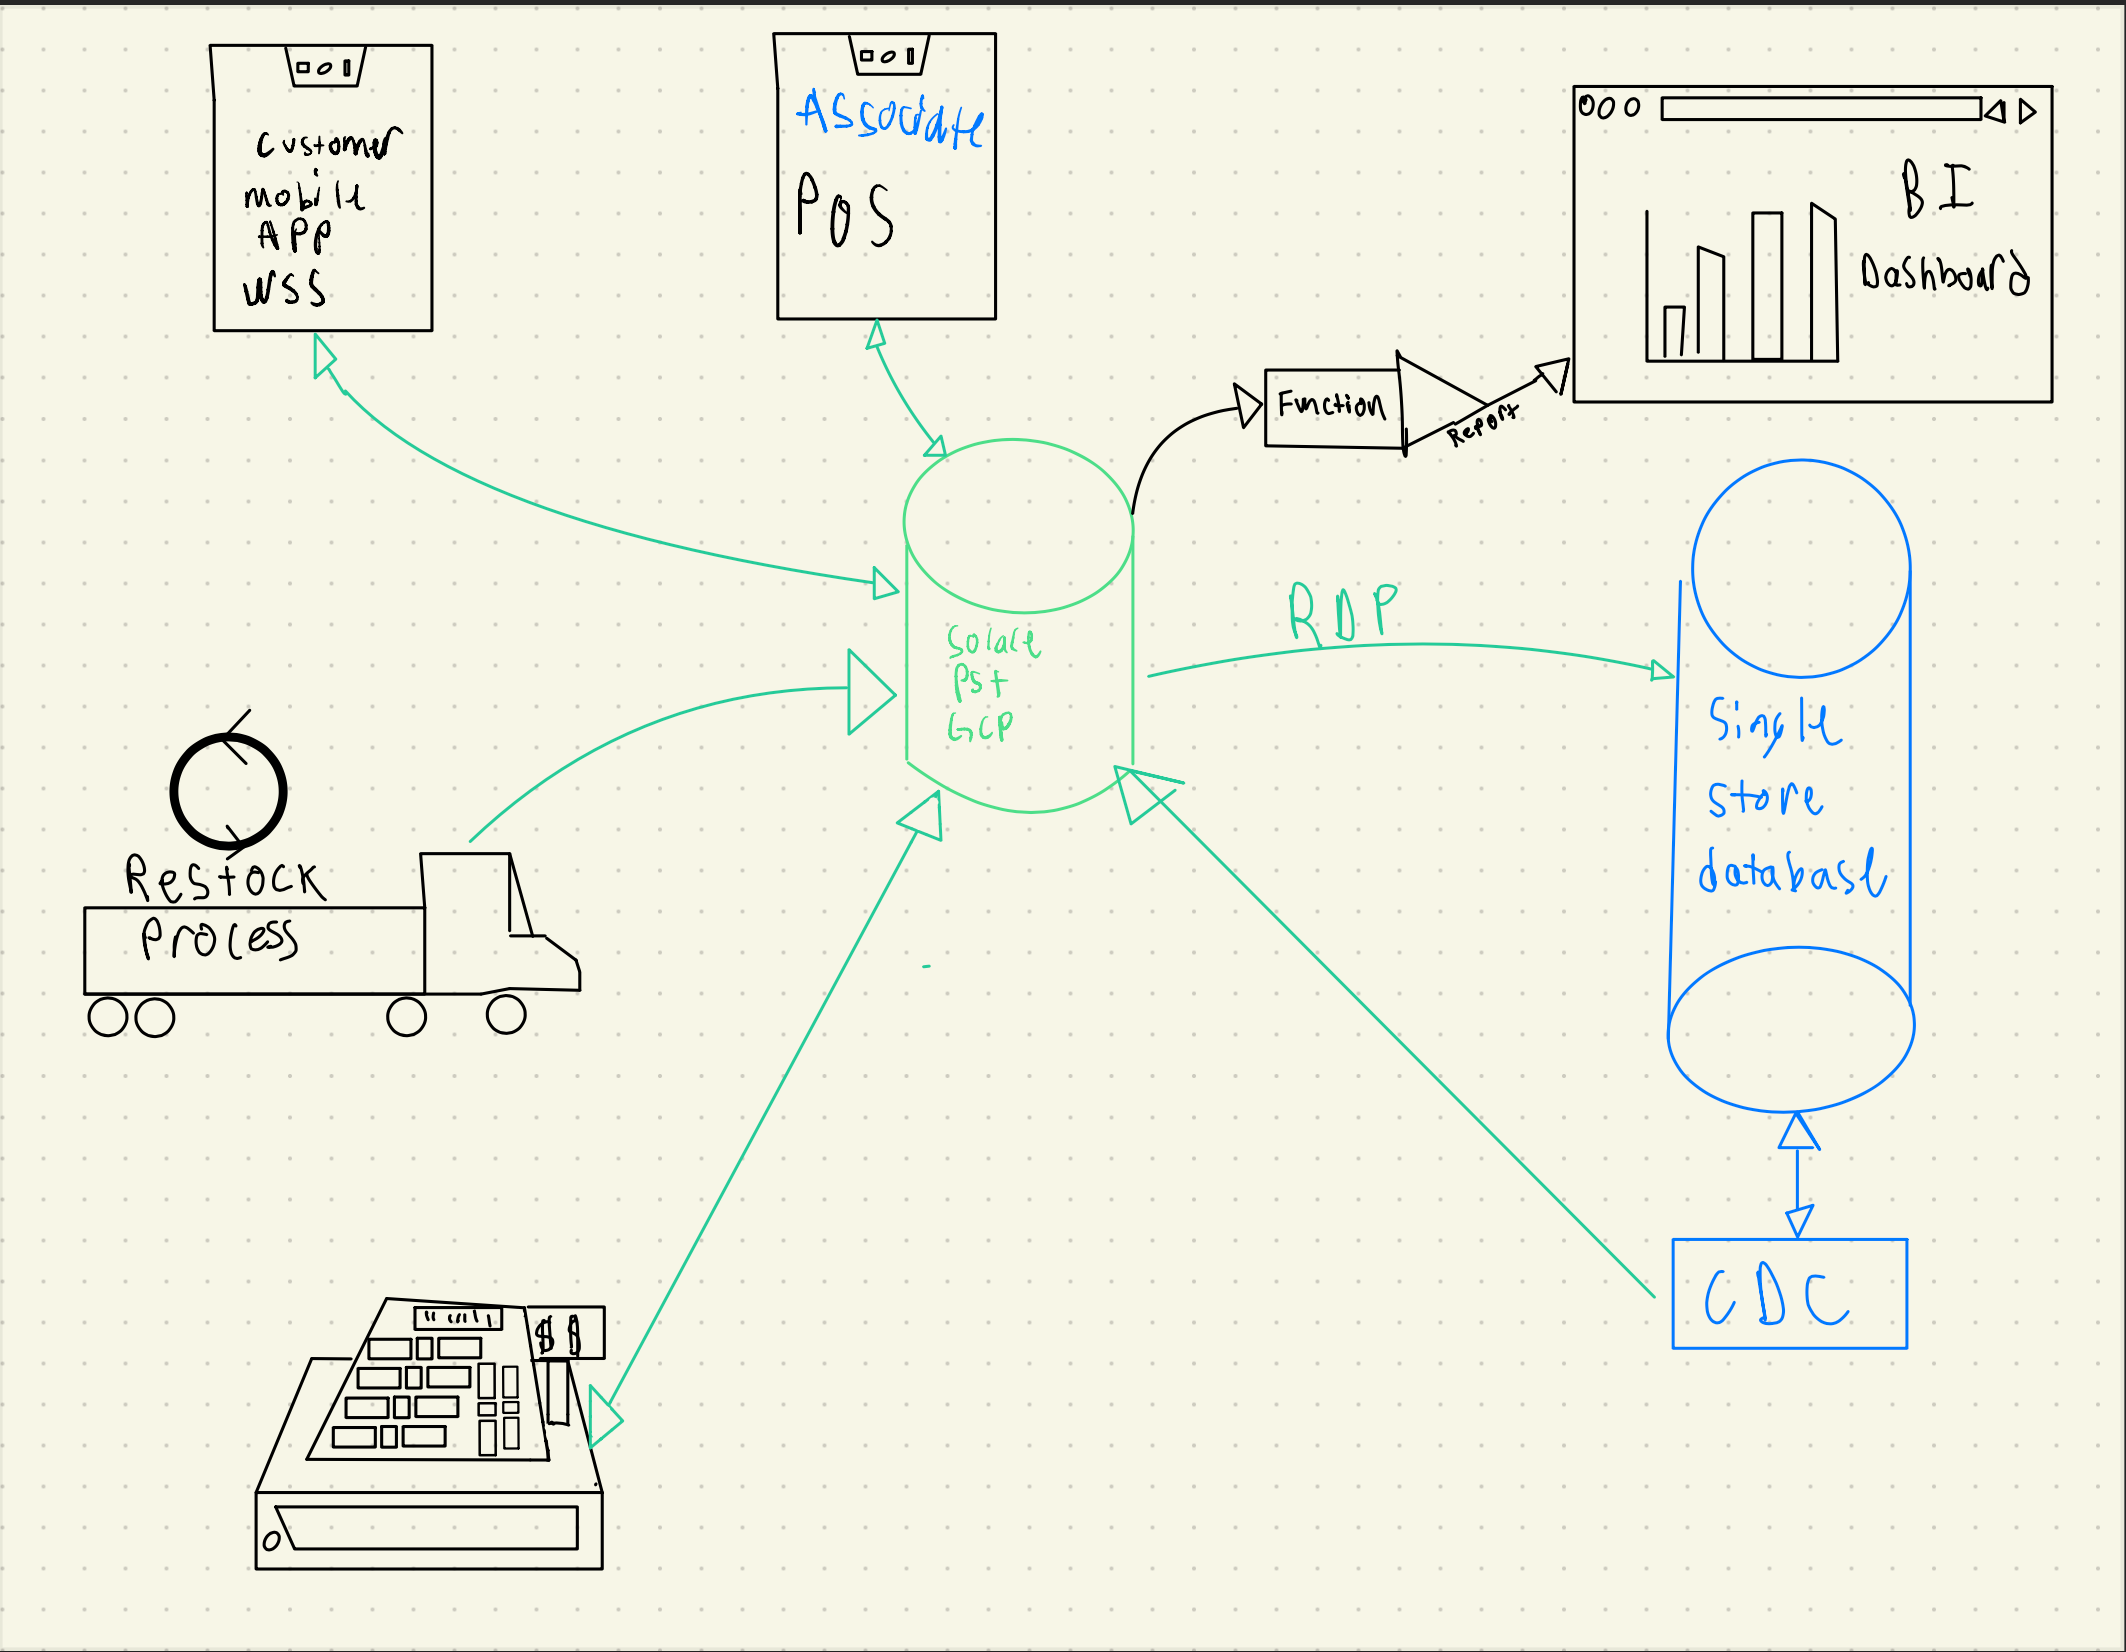 Customer
mobile
APP
WSS
Associate
POS
BI
Dashboard
Function
Report
Solace
PST
GCP
RDP
Single
store
database
Restock
Process
$ $
CDC